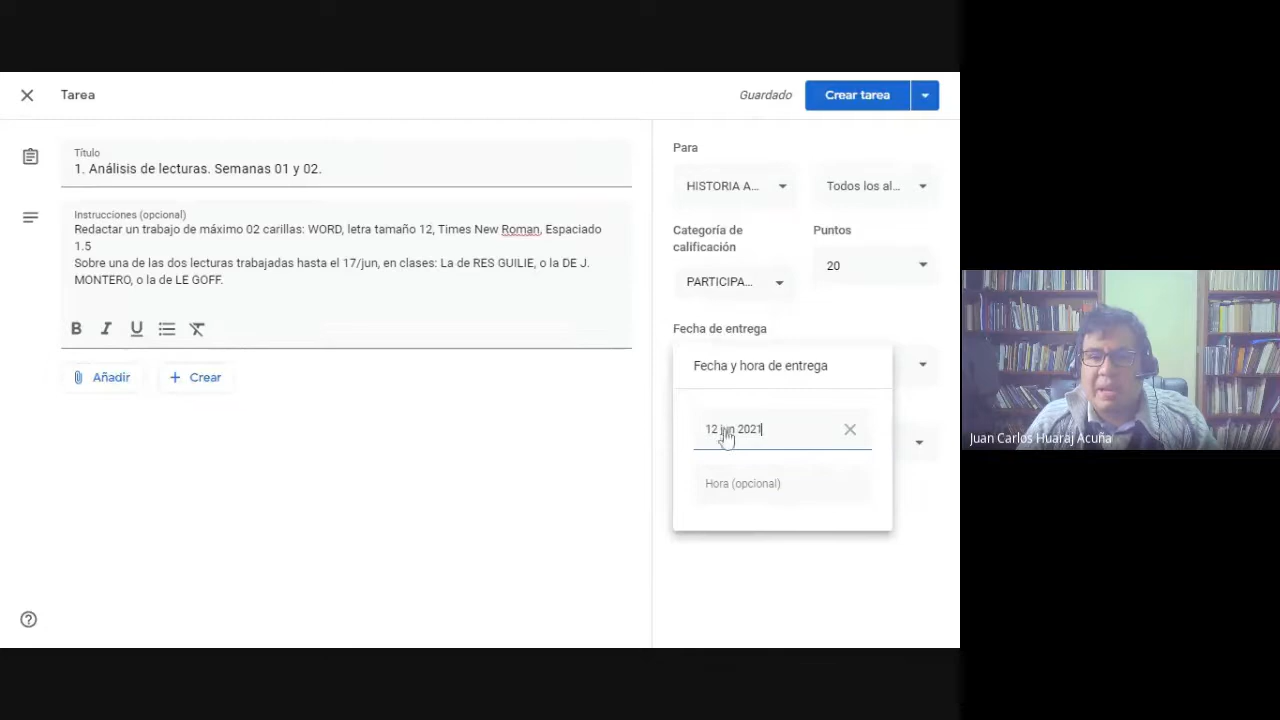 Tarea
Guardado
Crear tarea
Título
1. Análisis de lecturas. Semanas 01 y 02.
Instrucciones (opcional)
Redactar un trabajo de máximo 02 carillas: WORD, letra tamaño 12, Times New Roman, Espaciado
1.5
Sobre una de las dos lecturas trabajadas hasta el 17/jun, en clases: La de RES GUILIE, o la DE J.
MONTERO, o la de LE GOFF.
B I U
Añadir
Crear
Para
HISTORIA A...
Todos los al...
Categoría de
calificación
Puntos
PARTICIPA...
20
Fecha de entrega
Fecha y hora de entrega
12 jun 2021
Hora (opcional)
Juan Carlos Huaraj Acuña